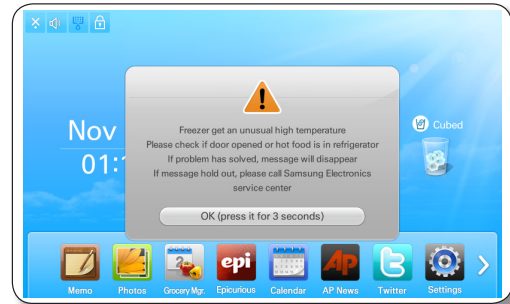 Nov
01:1
Freezer get an unusual high temperature
Please check if door opened or hot food is in refrigerator
If problem has solved, message will disappear
If message hold out, please call Samsung Electronics
service center
OK (press it for 3 seconds)
Cubed
epi
AP
Memo
Photos
Grocery Mgr.
Epicurious
Calendar
AP News
Twitter
Settings